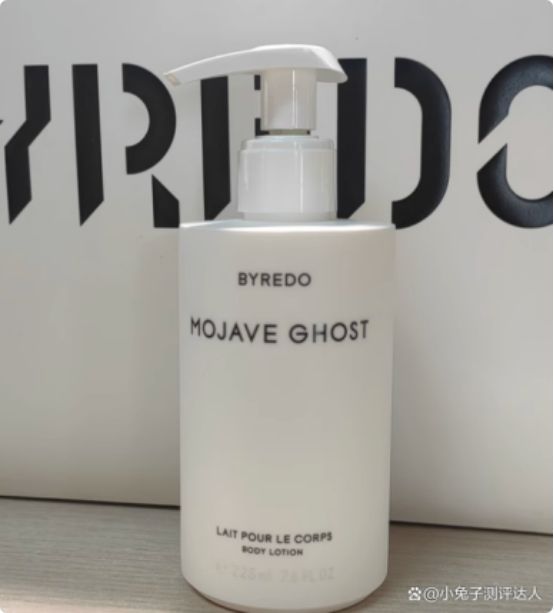 YREDO
BYREDO
MOJAVE GHOST
LAIT POUR LE CORPS
BODY LOTION
e 225ml 7.6 FL OZ
@小兔子测评达人